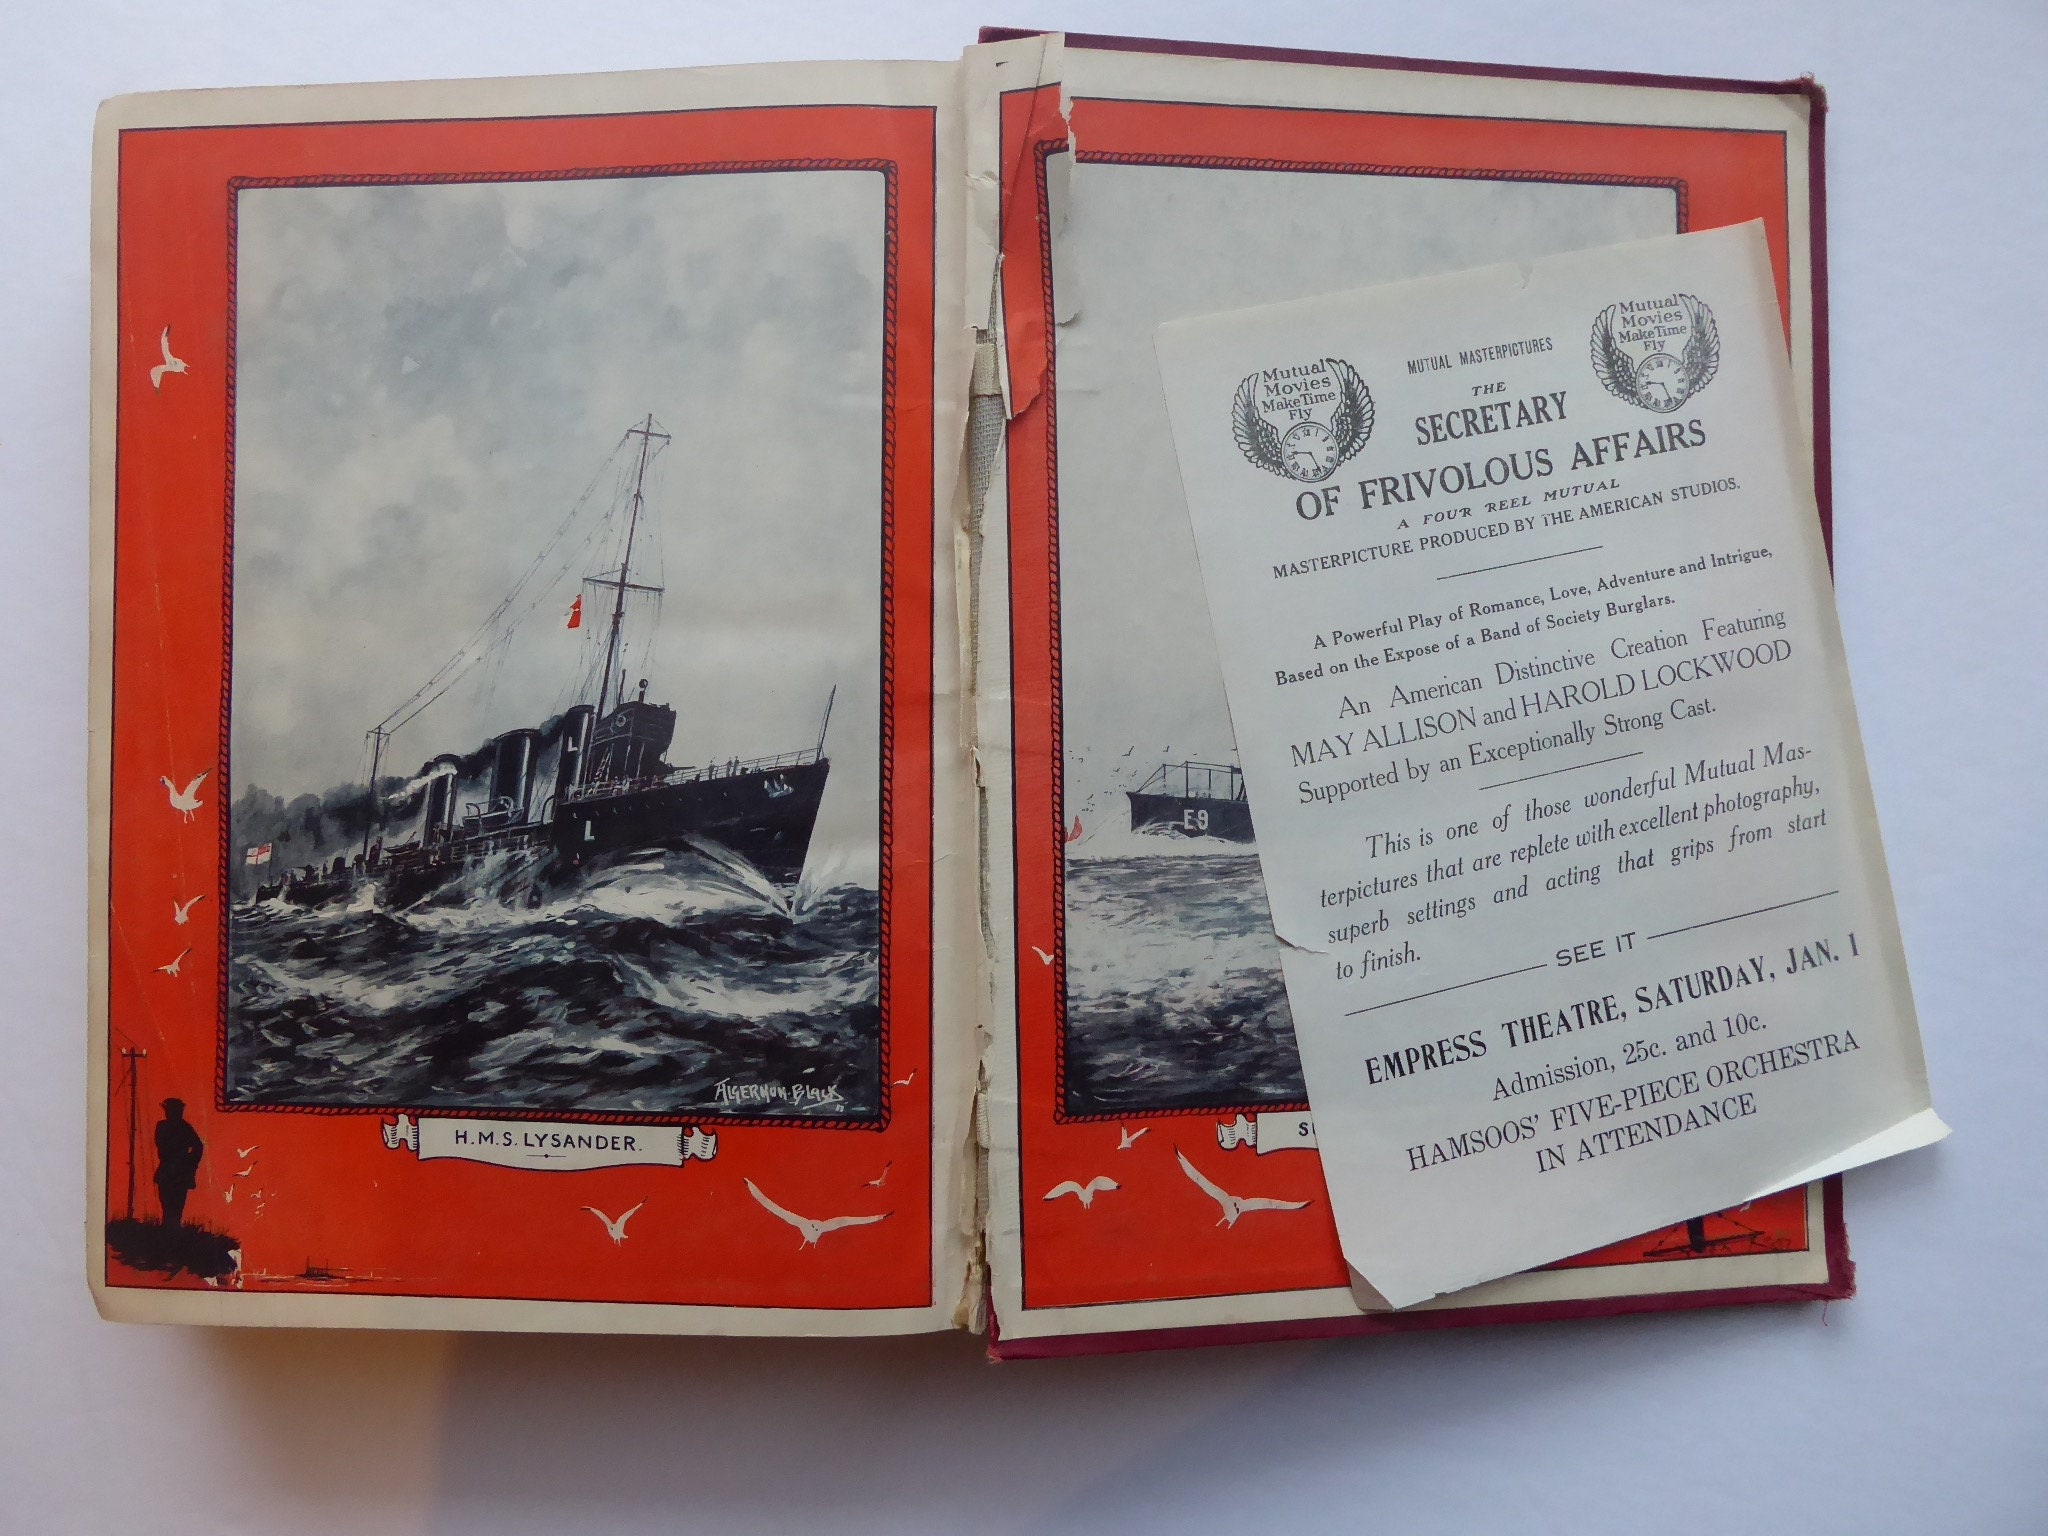 L
L
ALGERNON. BLACK
H.M.S. LYSANDER.
E9
Mutual
Movies
Make Time
Fly
MUTUAL MASTERPICTURES
Mutual
Movies
Make Time
Fly
THE
SECRETARY
OF FRIVOLOUS AFFAIRS
A FOUR REEL MUTUAL
MASTERPICTURE PRODUCED BY THE AMERICAN STUDIOS.
A Powerful Play of Romance, Love, Adventure and Intrigue,
Based on the Expose of a Band of Society Burglars.
An American Distinctive Creation Featuring
MAY ALLISON and HAROLD LOCKWOOD
Supported by an Exceptionally Strong Cast.
This is one of those wonderful Mutual Mas-
terpictures that are replete with excellent photography,
superb settings and acting that grips from start
to finish.
SEE IT
EMPRESS THEATRE, SATURDAY, JAN. 1
Admission, 25c. and 10c.
HAMSOOS' FIVE-PIECE ORCHESTRA
IN ATTENDANCE